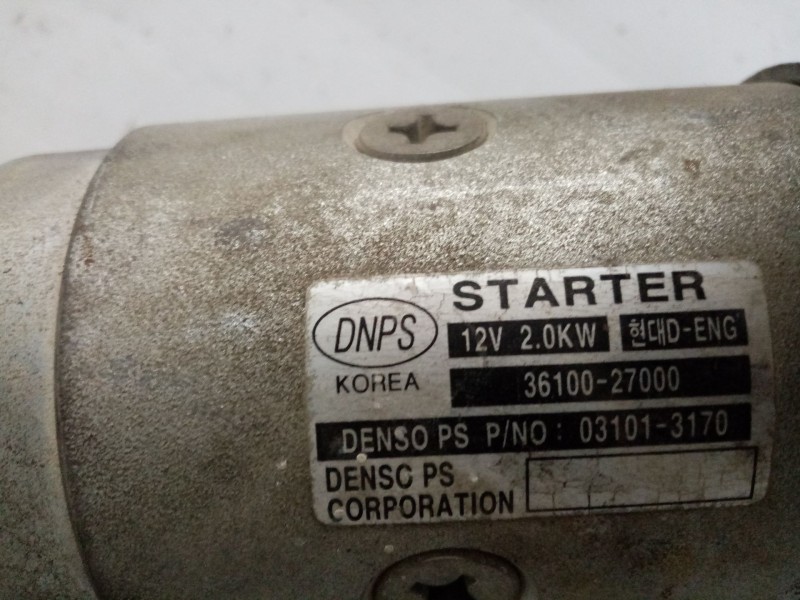 STARTER
DNPS
12V 2.0KW 현대D-ENG
KOREA
36100-27000
DENSO PS P/NO : 03101-3170
DENSO PS
CORPORATION